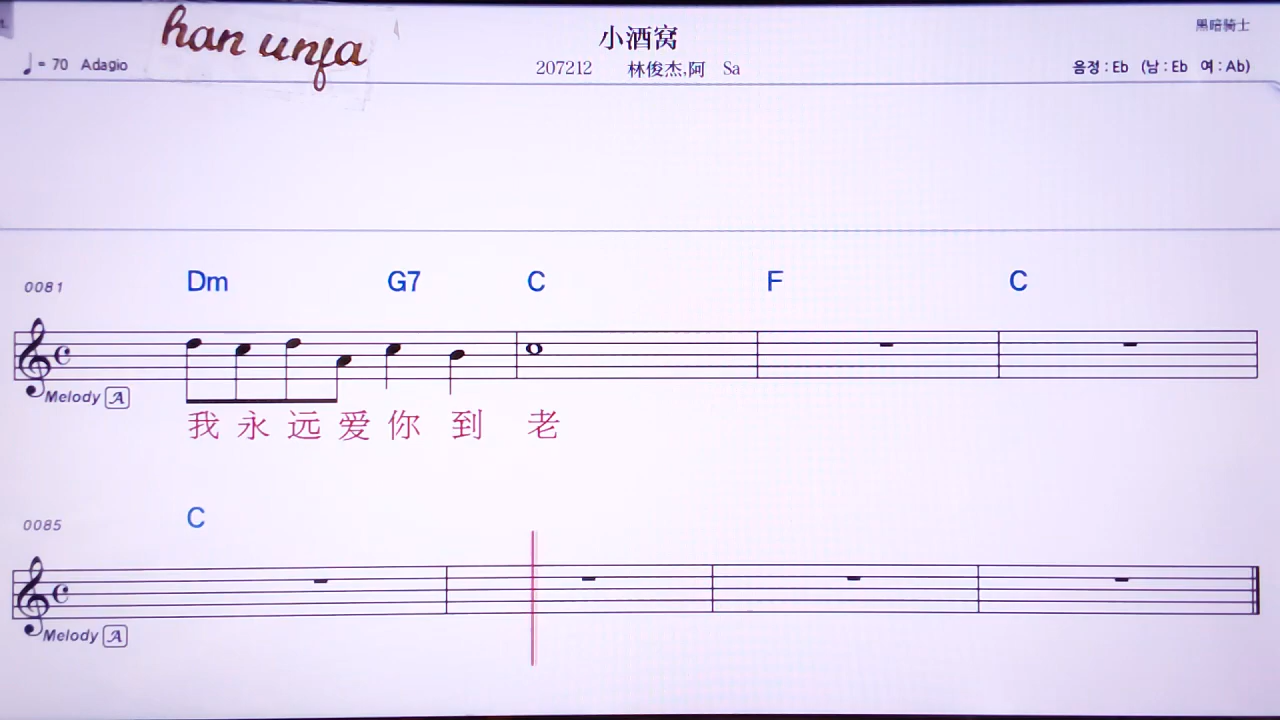 han unfa
小酒窝
黑暗骑士
♩= 70 Adagio
207212 林俊杰,阿 Sa
음정 : Eb (남 : Eb 여 : Ab)
0081 Dm G7 C F C
Melody A
我 永 远 爱 你 到 老
0085 C
Melody A